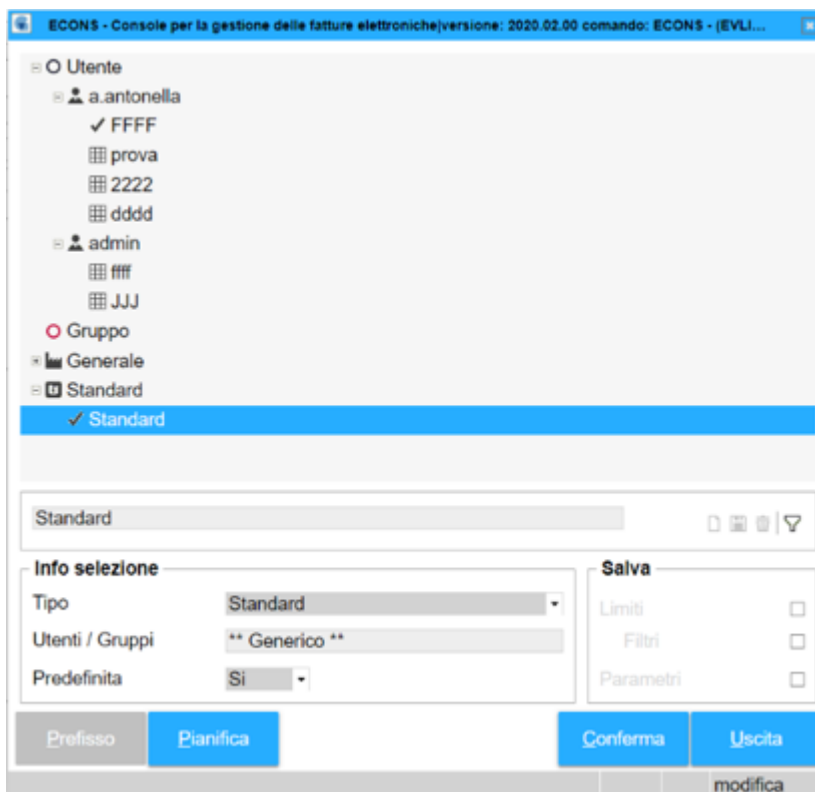 ECONS - Console per la gestione delle fatture elettroniche|versione: 2020.02.00 comando: ECONS - (EVLI...
Utente
a.antonella
FFFF
prova
2222
dddd
admin
ffff
JJJ
Gruppo
Generale
Standard
Standard
Standard
Info selezione
Salva
Tipo
Standard
Limiti
Utenti / Gruppi
** Generico **
Filtri
Predefinita
Si
Parametri
Prefisso
Pianifica
Conferma
Uscita
modifica